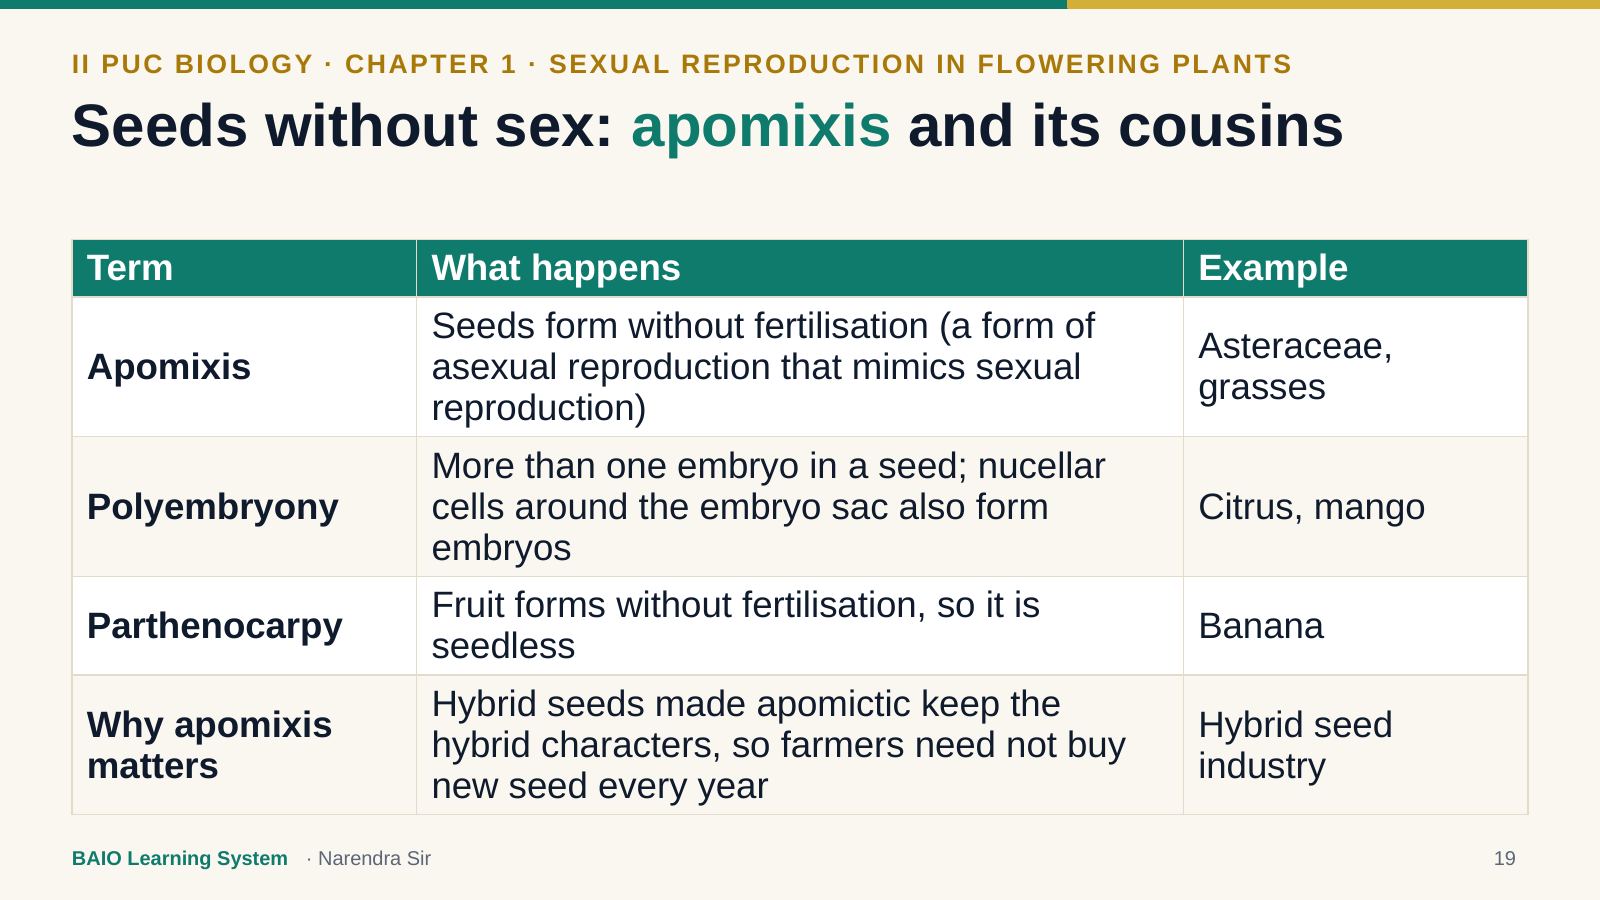 II PUC BIOLOGY · CHAPTER 1 · SEXUAL REPRODUCTION IN FLOWERING PLANTS
Seeds without sex: apomixis and its cousins
Term
What happens
Example
Apomixis
Seeds form without fertilisation (a form of
asexual reproduction that mimics sexual
reproduction)
Asteraceae,
grasses
Polyembryony
More than one embryo in a seed; nucellar
cells around the embryo sac also form
embryos
Citrus, mango
Parthenocarpy
Fruit forms without fertilisation, so it is
seedless
Banana
Why apomixis
matters
Hybrid seeds made apomictic keep the
hybrid characters, so farmers need not buy
new seed every year
Hybrid seed
industry
BAIO Learning System · Narendra Sir
19